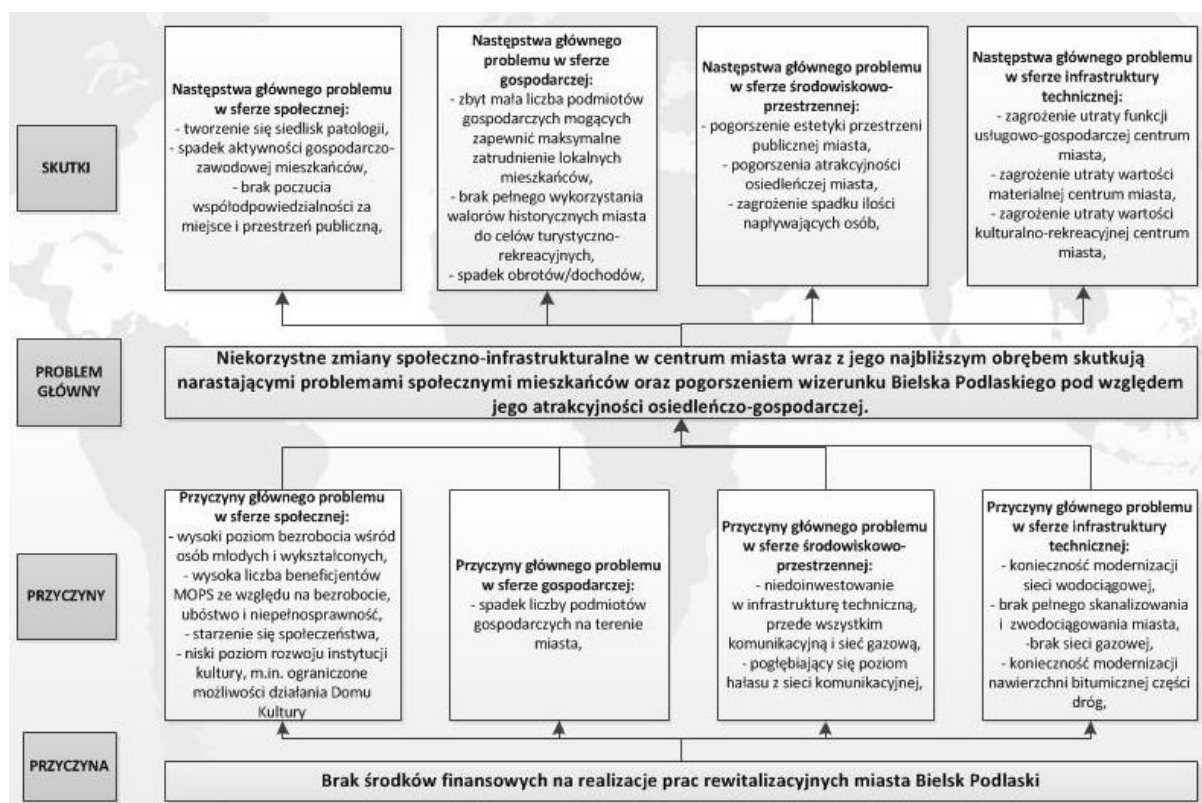 SKUTKI
Następstwa głównego problemu
w sferze społecznej:
- tworzenie się siedlisk patologii,
- spadek aktywności gospodarczo-
zawodowej mieszkańców,
- brak poczucia
współodpowiedzialności za
miejsce i przestrzeń publiczną,
Następstwa głównego
problemu w sferze
gospodarczej:
- zbyt mała liczba podmiotów
gospodarczych mogących
zapewnić maksymalne
zatrudnienie lokalnych
mieszkańców,
- brak pełnego wykorzystania
walorów historycznych miasta
do celów turystyczno-
rekreacyjnych,
- spadek obrotów/dochodów,
Następstwa głównego problemu
w sferze środowiskowo-
przestrzennej:
- pogorszenie estetyki przestrzeni
publicznej miasta,
- pogorszenia atrakcyjności
osiedleńczej miasta,
- zagrożenie spadku ilości
napływających osób,
Następstwa głównego problemu
w sferze infrastruktury
technicznej:
- zagrożenie utraty funkcji
usługowo-gospodarczej centrum
miasta,
- zagrożenie utraty wartości
materialnej centrum miasta,
- zagrożenie utraty wartości
kulturalno-rekreacyjnej centrum
miasta,
PROBLEM
GŁÓWNY
Niekorzystne zmiany społeczno-infrastrukturalne w centrum miasta wraz z jego najbliższym obrębem skutkują
narastającymi problemami społecznymi mieszkańców oraz pogorszeniem wizerunku Bielska Podlaskiego pod względem
jego atrakcyjności osiedleńczo-gospodarczej.
PRZYCZYNY
Przyczyny głównego problemu
w sferze społecznej:
- wysoki poziom bezrobocia wśród
osób młodych i wykształconych,
- wysoka liczba beneficjentów
MOPS ze względu na bezrobocie,
ubóstwo i niepełnosprawność,
- starzenie się społeczeństwa,
- niski poziom rozwoju instytucji
kultury, m.in. ograniczone
możliwości działania Domu
Kultury
Przyczyny głównego problemu
w sferze gospodarczej:
- spadek liczby podmiotów
gospodarczych na terenie
miasta,
Przyczyny głównego problemu
w sferze środowiskowo-
przestrzennej:
- niedoinwestowanie
w infrastrukturę techniczną,
przede wszystkim
komunikacyjną i sieć gazową,
- pogłębiający się poziom
hałasu z sieci komunikacyjnej,
Przyczyny głównego problemu
w sferze infrastruktury
technicznej:
- konieczność modernizacji
sieci wodociągowej,
- brak pełnego skanalizowania
i zwodociągowania miasta,
-brak sieci gazowej,
- konieczność modernizacji
nawierzchni bitumicznej części
dróg,
PRZYCZYNA
Brak środków finansowych na realizacje prac rewitalizacyjnych miasta Bielsk Podlaski